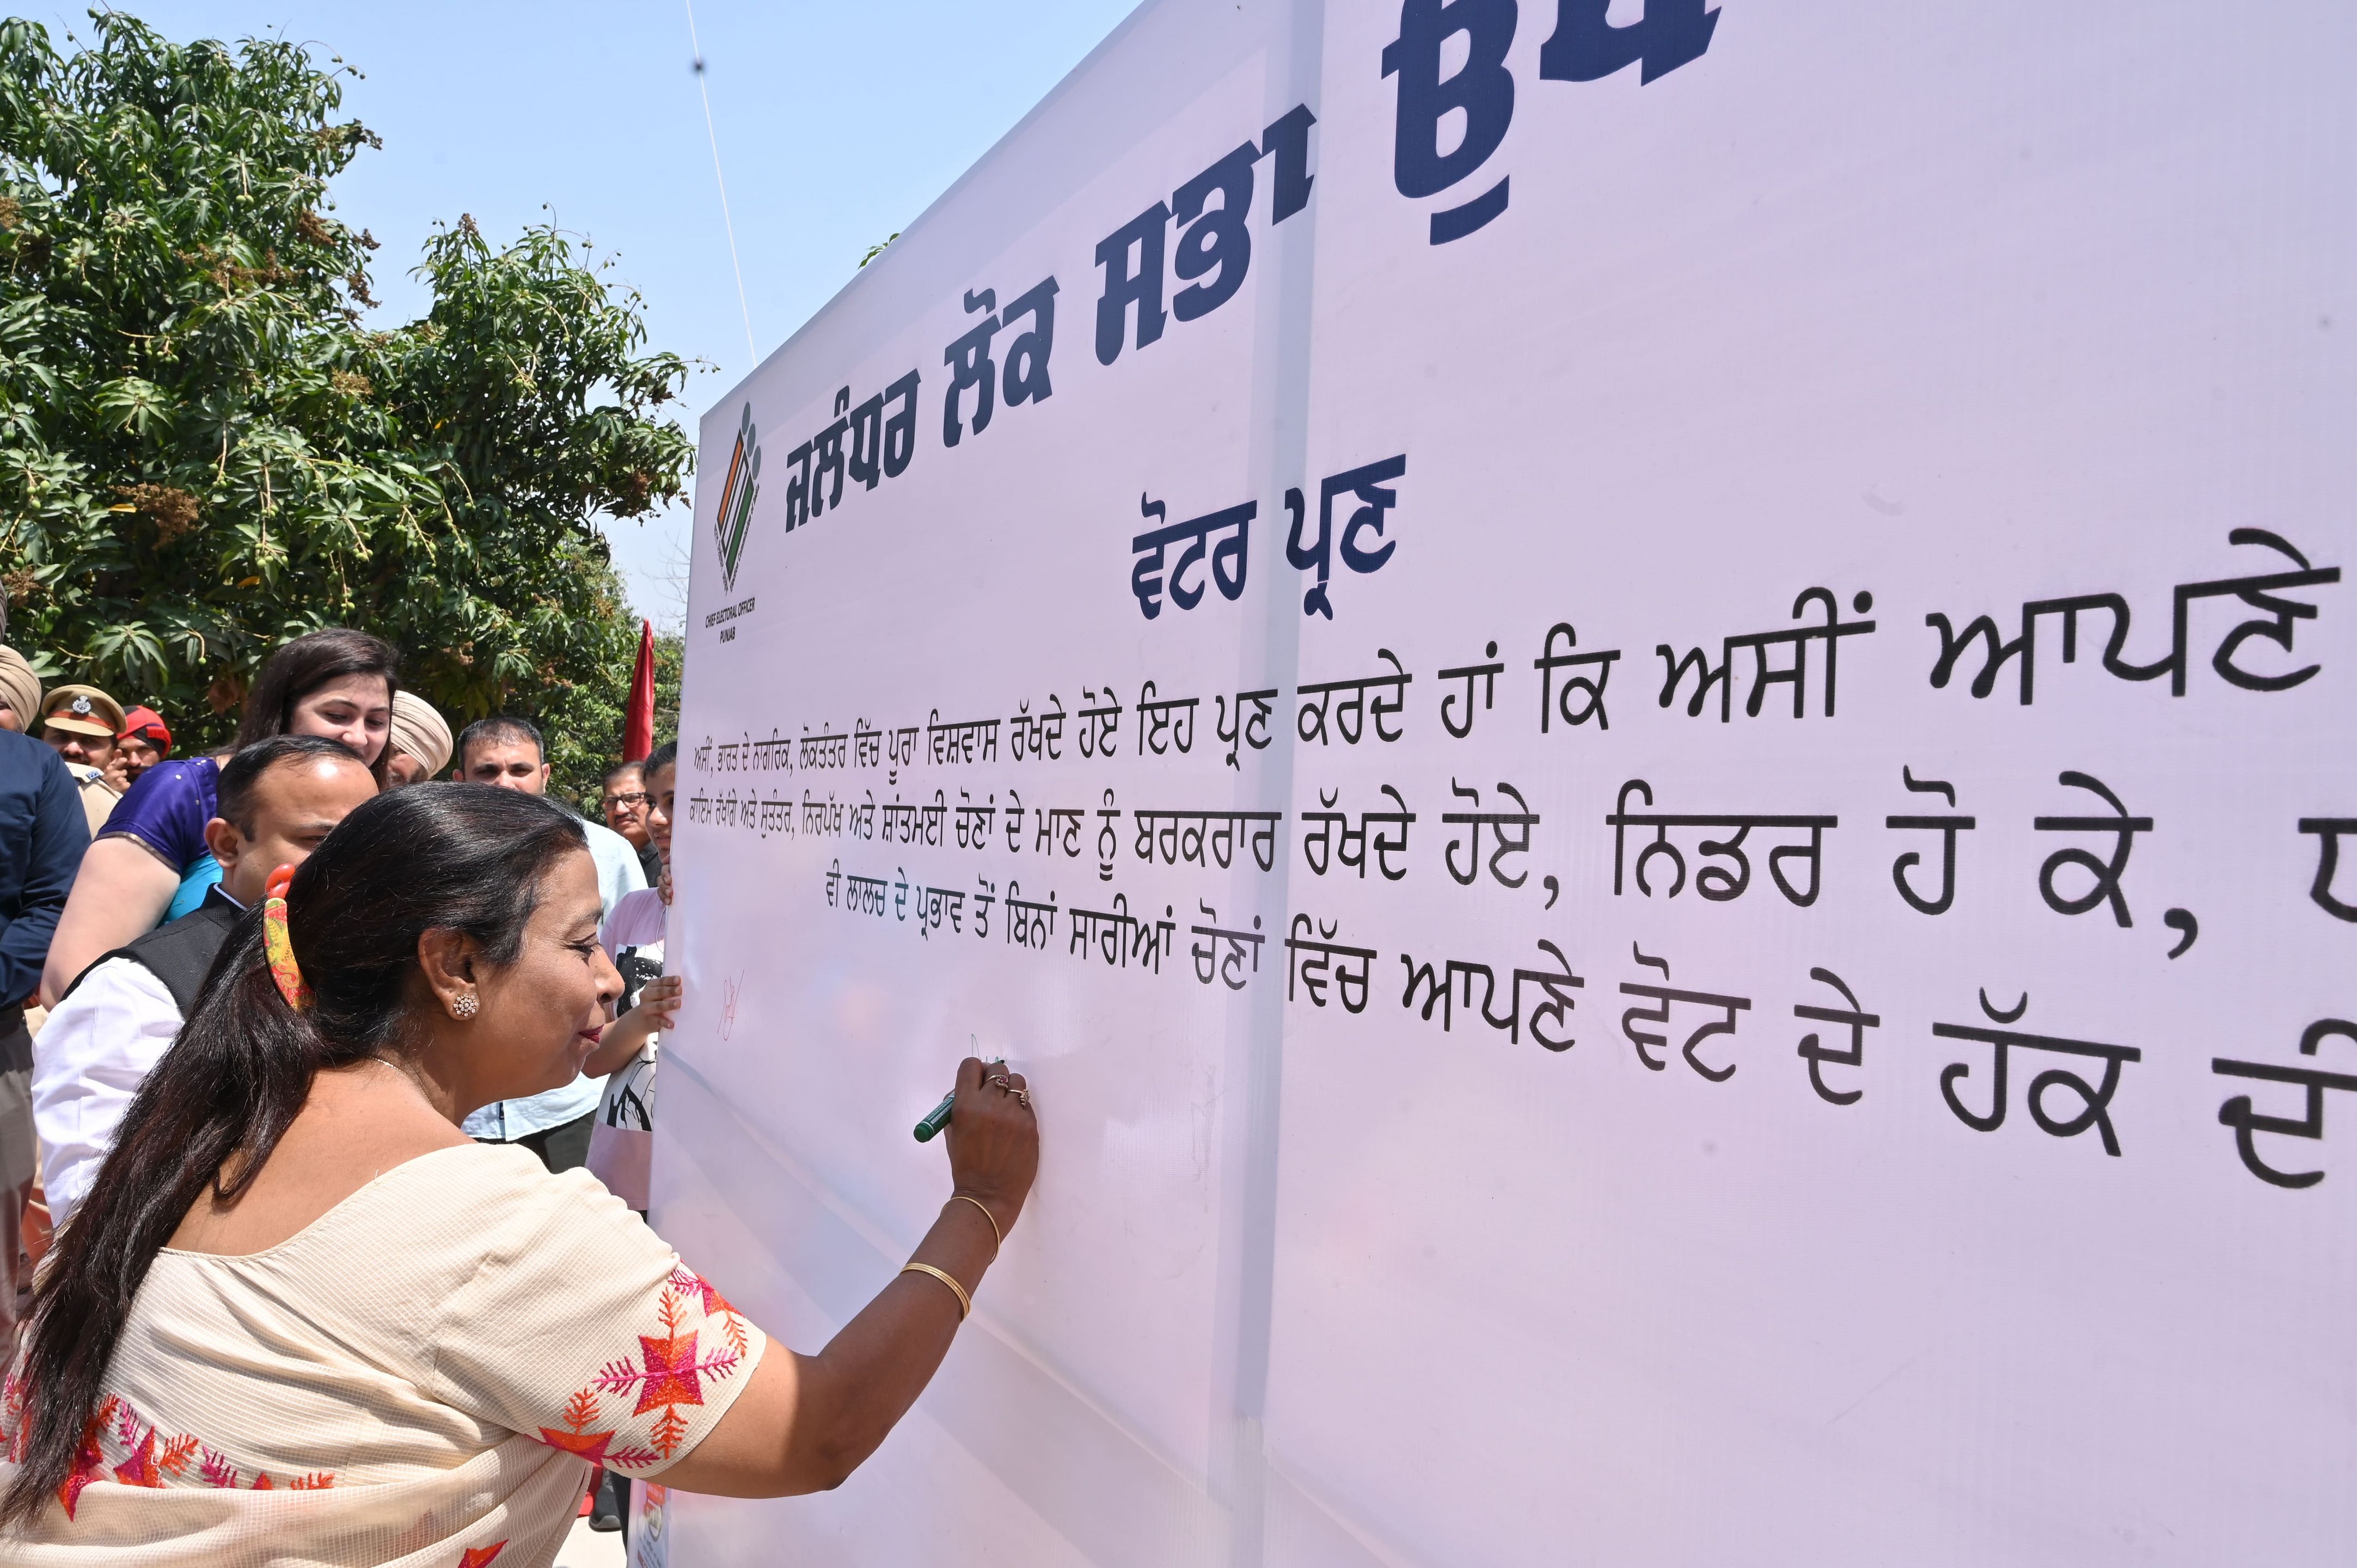 ਜਲੰਧਰ ਲੋਕ ਸਭਾ
CHIEF ELECTORAL OFFICER
PUNJAB
ਵੋਟਰ ਪ੍ਰਣ
ਅਸੀਂ, ਭਾਰਤ ਦੇ ਨਾਗਰਿਕ, ਲੋਕਤੰਤਰ ਵਿੱਚ ਪੂਰਾ ਵਿਸ਼ਵਾਸ ਰੱਖਦੇ ਹੋਏ ਇਹ ਪ੍ਰਣ ਕਰਦੇ ਹਾਂ ਕਿ ਅਸੀਂ ਆਪਣੇ
ਕਾਇਮ ਰੱਖਾਂਗੇ ਅਤੇ ਸੁਤੰਤਰ, ਨਿਰਪੱਖ ਅਤੇ ਸ਼ਾਂਤਮਈ ਚੋਣਾਂ ਦੇ ਮਾਣ ਨੂੰ ਬਰਕਰਾਰ ਰੱਖਦੇ ਹੋਏ, ਨਿਡਰ ਹੋ ਕੇ,
ਵੀ ਲਾਲਚ ਦੇ ਪ੍ਰਭਾਵ ਤੋਂ ਬਿਨਾਂ ਸਾਰੀਆਂ ਚੋਣਾਂ ਵਿੱਚ ਆਪਣੇ ਵੋਟ ਦੇ ਹੱਕ ਦੀ